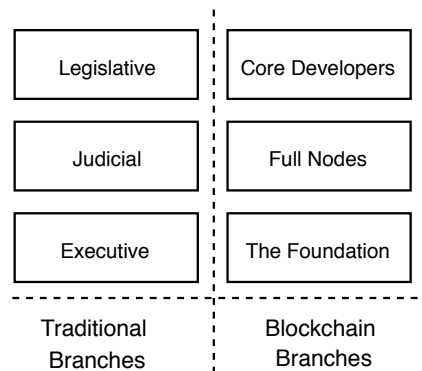 Legislative
Core Developers
Judicial
Full Nodes
Executive
The Foundation
Traditional
Branches
Blockchain
Branches